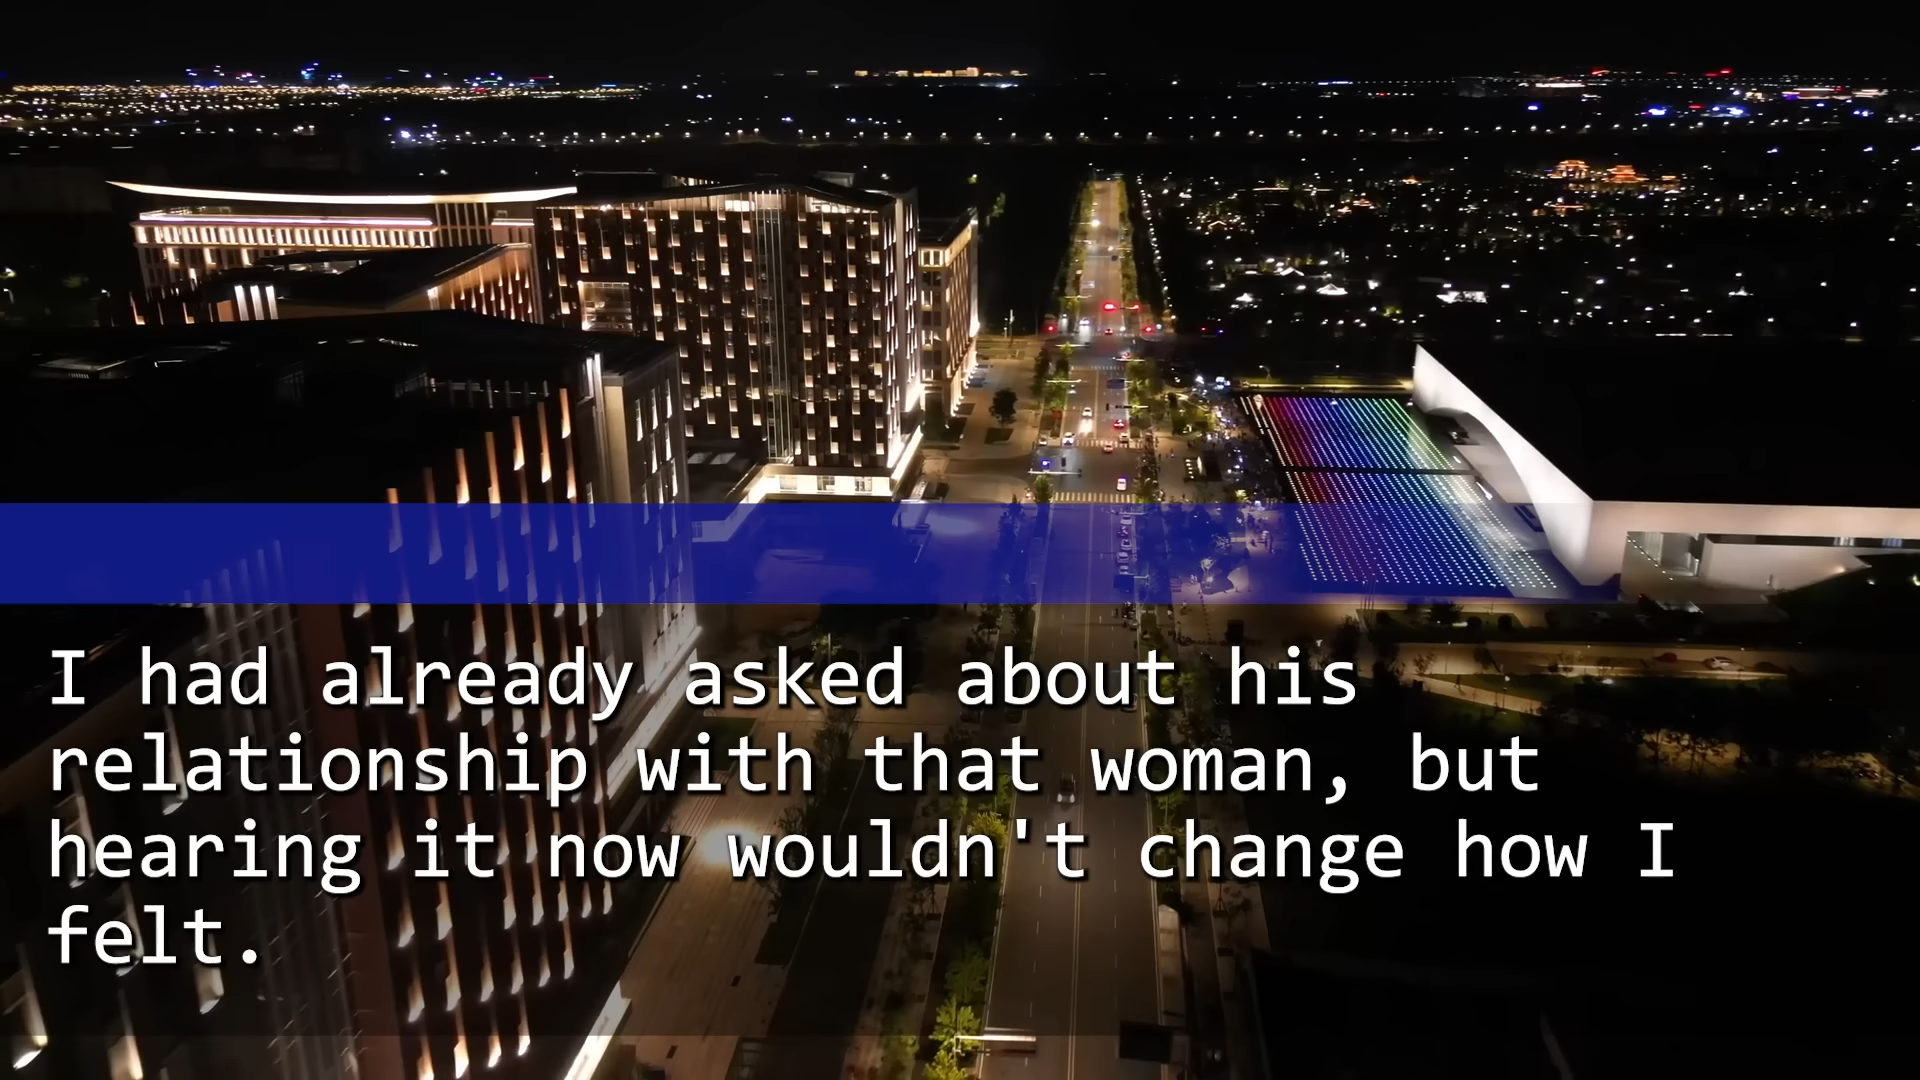 I had already asked about his
relationship with that woman, but
hearing it now wouldn't change how I
felt.